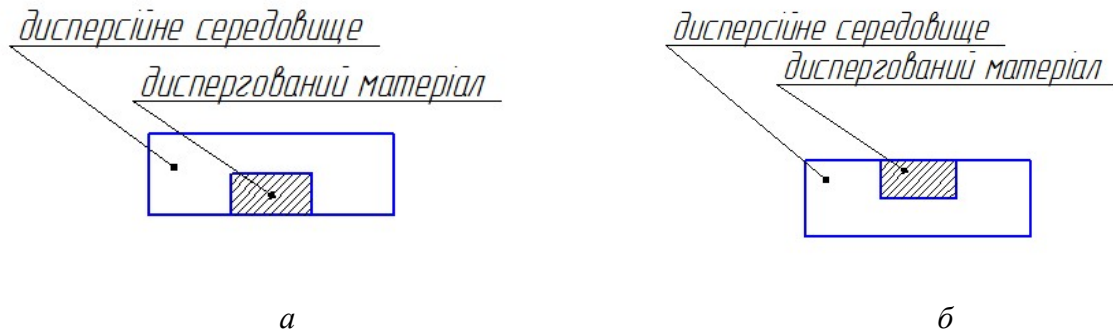 дисперсійне середовище
диспергований матеріал
дисперсійне середовище
диспергований матеріал
а
б